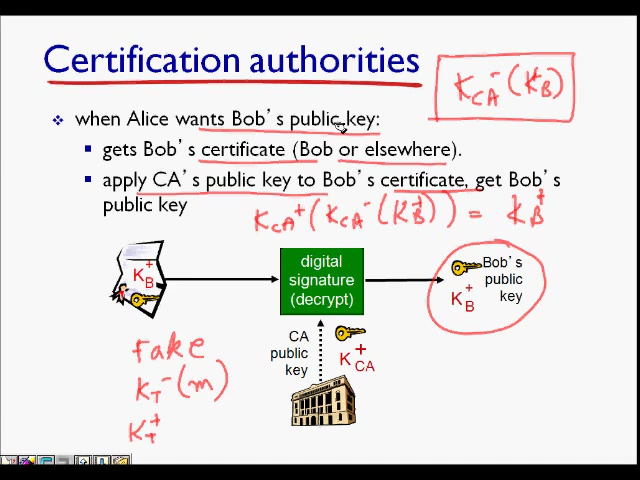 Certification authorities
K_CA^-(K_B^+)
❖ when Alice wants Bob's public key:
▪ gets Bob's certificate (Bob or elsewhere).
▪ apply CA's public key to Bob's certificate, get Bob's
public key
K_CA^+(K_CA^-(K_B^+)) = K_B^+
K_B^+
digital
signature
(decrypt)
Bob's
public
key
K_B^+
CA
public
key
K_CA^+
Fake
K_T^-(m)
K_T^+